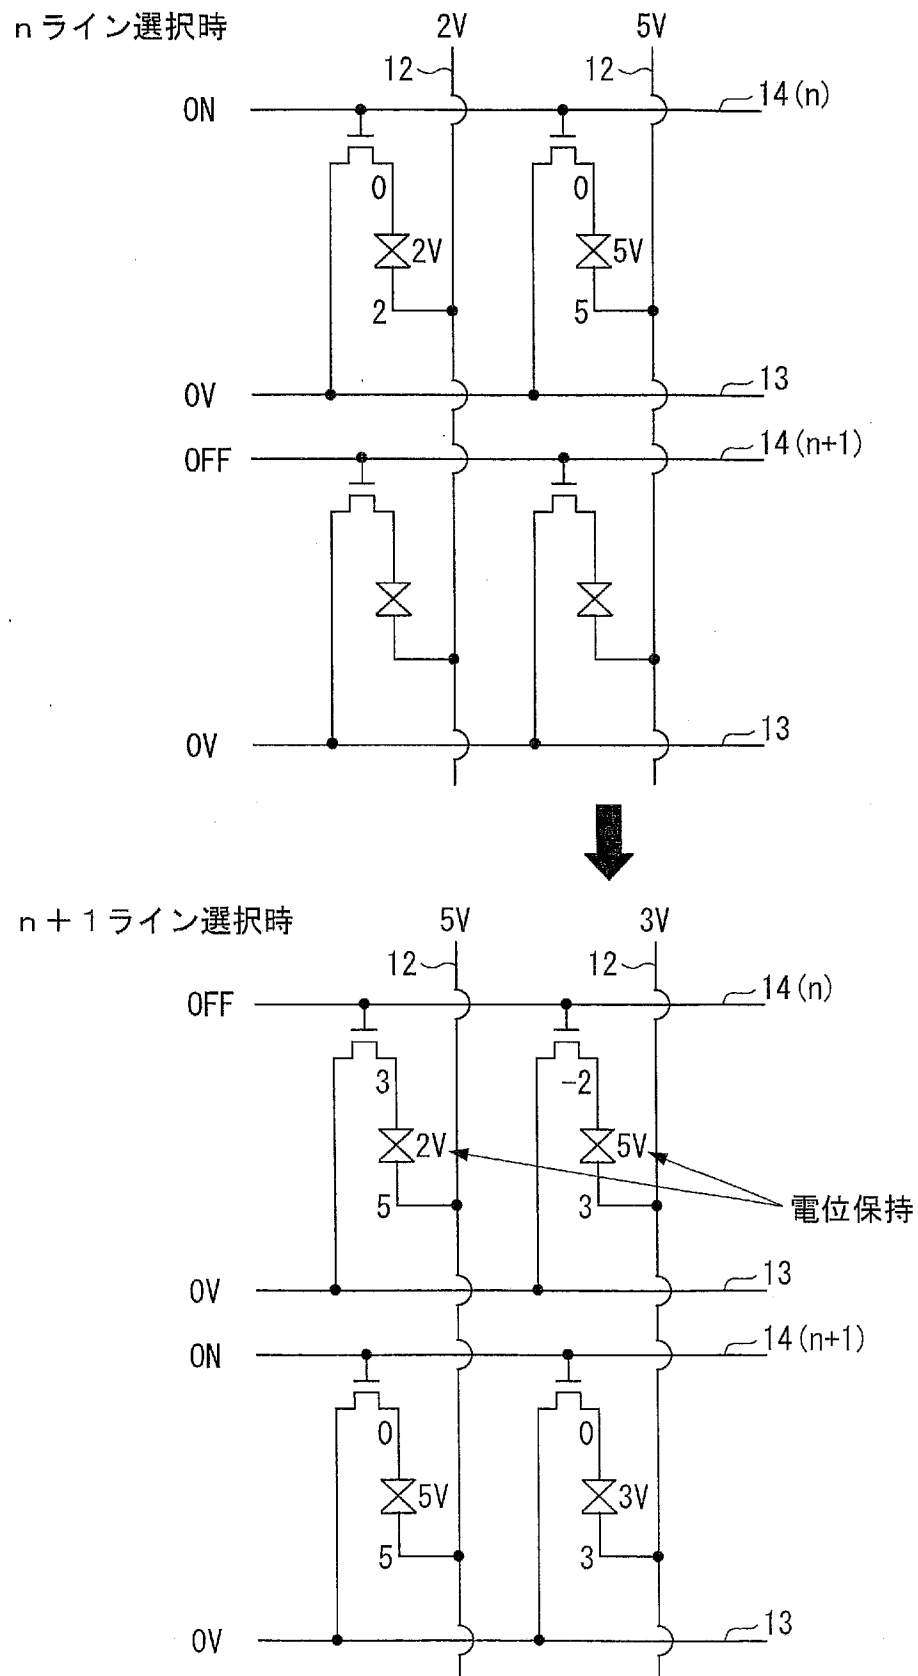 nライン選択時
2V 5V
12 12
ON 14(n)
0 0
2V 5V
2 5
0V 13
OFF 14(n+1)
0V 13
n+1ライン選択時
5V 3V
12 12
OFF 14(n)
3 -2
2V 5V
5 3
電位保持
0V 13
ON 14(n+1)
0 0
5V 3V
5 3
0V 13